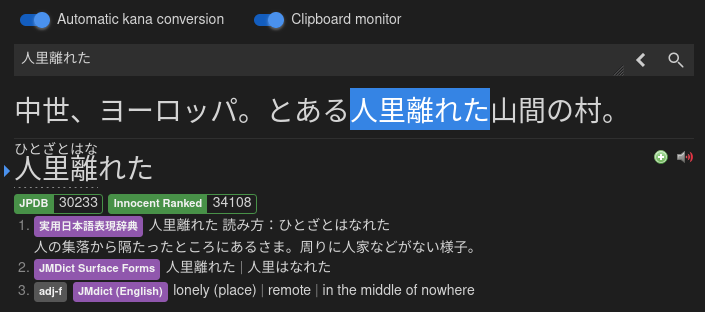 Automatic kana conversion Clipboard monitor
人里離れた
中世、ヨーロッパ。とある人里離れた山間の村。
ひとざとはな
人里離れた
JPDB 30233 Innocent Ranked 34108
1. 実用日本語表現辞典 人里離れた 読み方：ひとざとはなれた
人の集落から隔たったところにあるさま。周りに人家などがない様子。
2. JMDict Surface Forms 人里離れた | 人里はなれた
3. adj-f JMdict (English) lonely (place) | remote | in the middle of nowhere